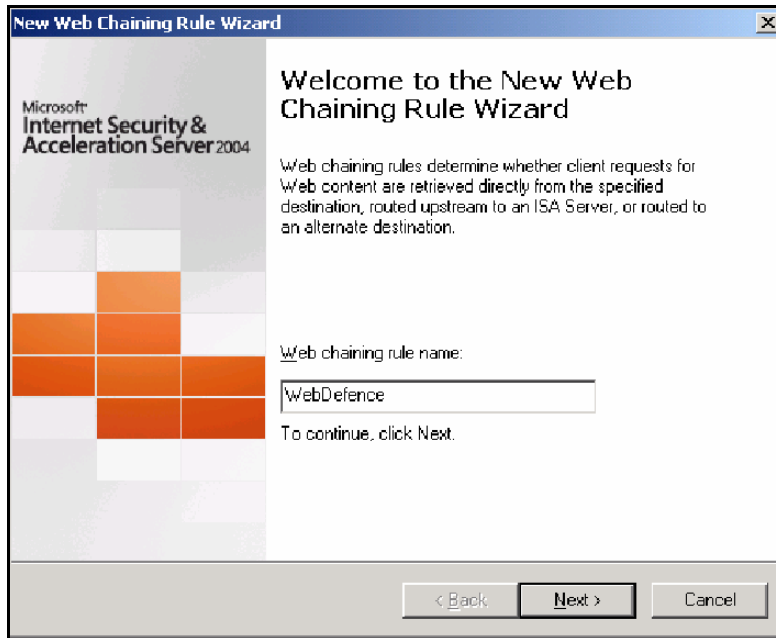 New Web Chaining Rule Wizard
Microsoft
Internet Security &
Acceleration Server 2004
Welcome to the New Web
Chaining Rule Wizard
Web chaining rules determine whether client requests for
Web content are retrieved directly from the specified
destination, routed upstream to an ISA Server, or routed to
an alternate destination.
Web chaining rule name:
WebDefence
To continue, click Next.
< Back
Next >
Cancel